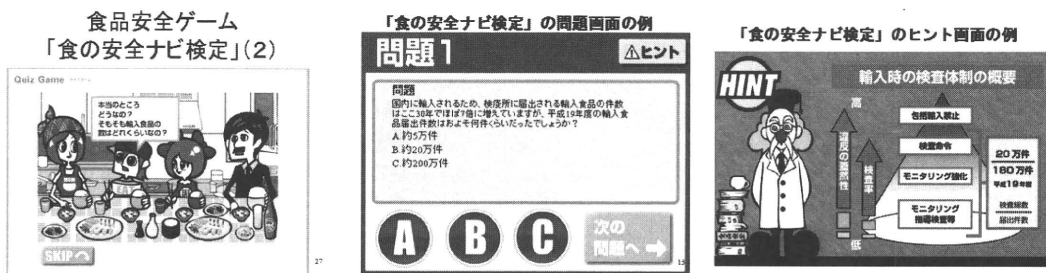 食品安全ゲーム
「食の安全ナビ検定」(2)
Quiz Game
本当のところ
どうなの?
そもそも輸入食品の
数はどれくらいなの?
SKIP
27
「食の安全ナビ検定」の問題画面の例
問題1
⚠ヒント
問題
国内に輸入されるため、検疫所に届出される輸入食品の件数
はここ30年でほぼ7倍に増えていますが、平成19年度の輸入食
品届出件数はおよそ何件くらいだったでしょうか?
A.約5万件
B.約20万件
C.約200万件
A B C
次の
問題へ➡
「食の安全ナビ検定」のヒント画面の例
HINT
輸入時の検査体制の概要
高
違反の蓋然性
検査率
低
包括輸入禁止
検査命令
モニタリング強化
モニタリング
指導検査等
20万件
180万件
平成19年度
検査総数
届出件数